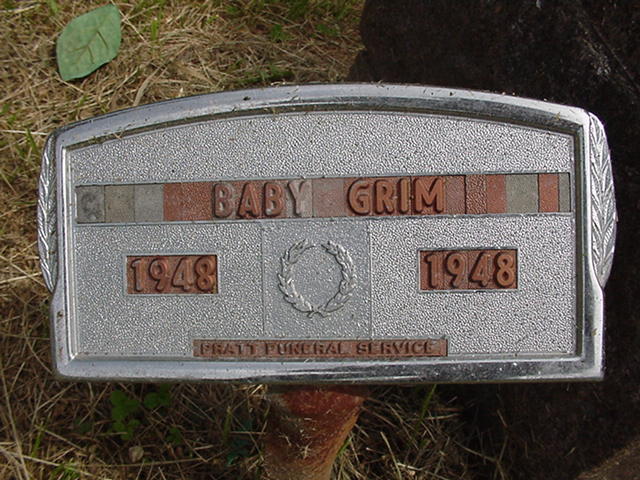 BABY GRIM
1948 1948
PRATT FUNERAL SERVICE